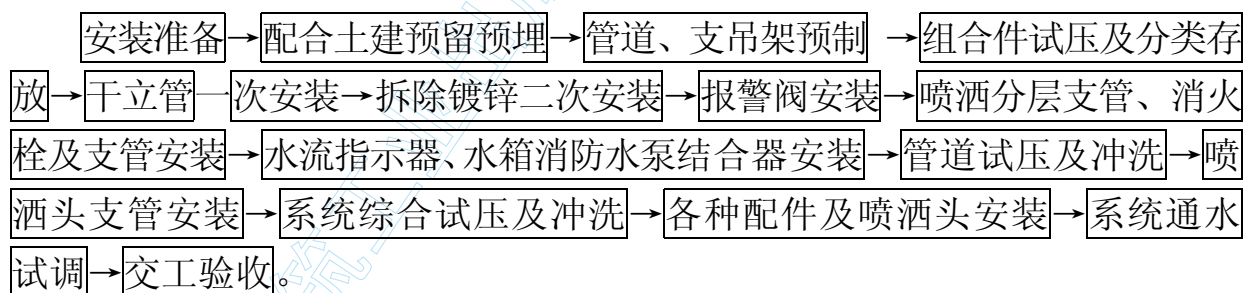 安装准备→配合土建预留预埋→管道、支吊架预制 →组合件试压及分类存
放→干立管一次安装→拆除镀锌二次安装→报警阀安装→喷洒分层支管、消火
栓及支管安装→水流指示器、水箱消防水泵结合器安装→管道试压及冲洗→喷
洒头支管安装→系统综合试压及冲洗→各种配件及喷洒头安装→系统通水
试调→交工验收。